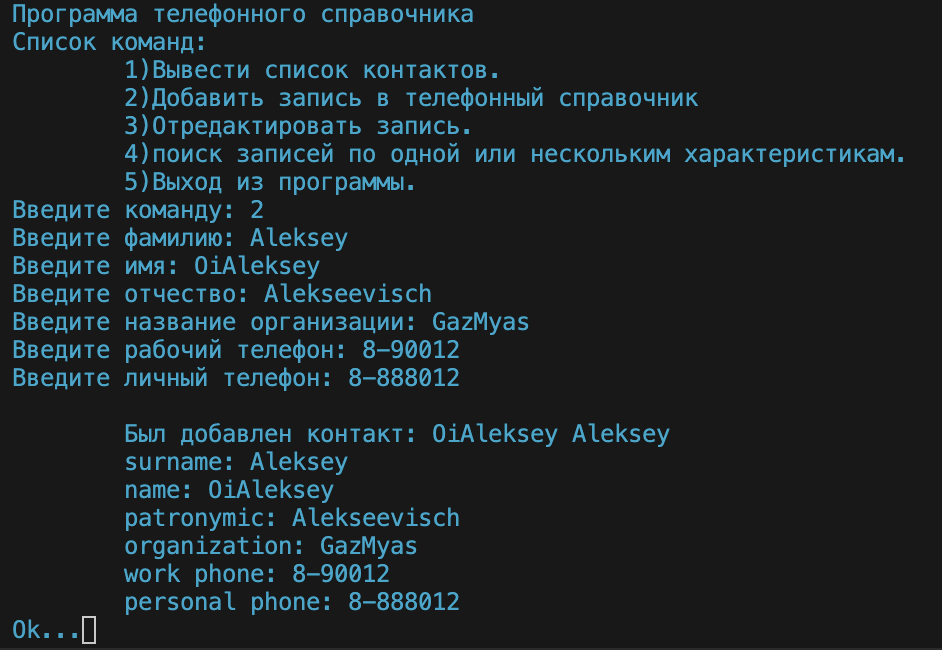 Программа телефонного справочника
Список команд:
1)Вывести список контактов.
2)Добавить запись в телефонный справочник
3)Отредактировать запись.
4)поиск записей по одной или нескольким характеристикам.
5)Выход из программы.
Введите команду: 2
Введите фамилию: Aleksey
Введите имя: OiAleksey
Введите отчество: Alekseevisch
Введите название организации: GazMyas
Введите рабочий телефон: 8-90012
Введите личный телефон: 8-888012
Был добавлен контакт: OiAleksey Aleksey
surname: Aleksey
name: OiAleksey
patronymic: Alekseevisch
organization: GazMyas
work phone: 8-90012
personal phone: 8-888012
Ok...